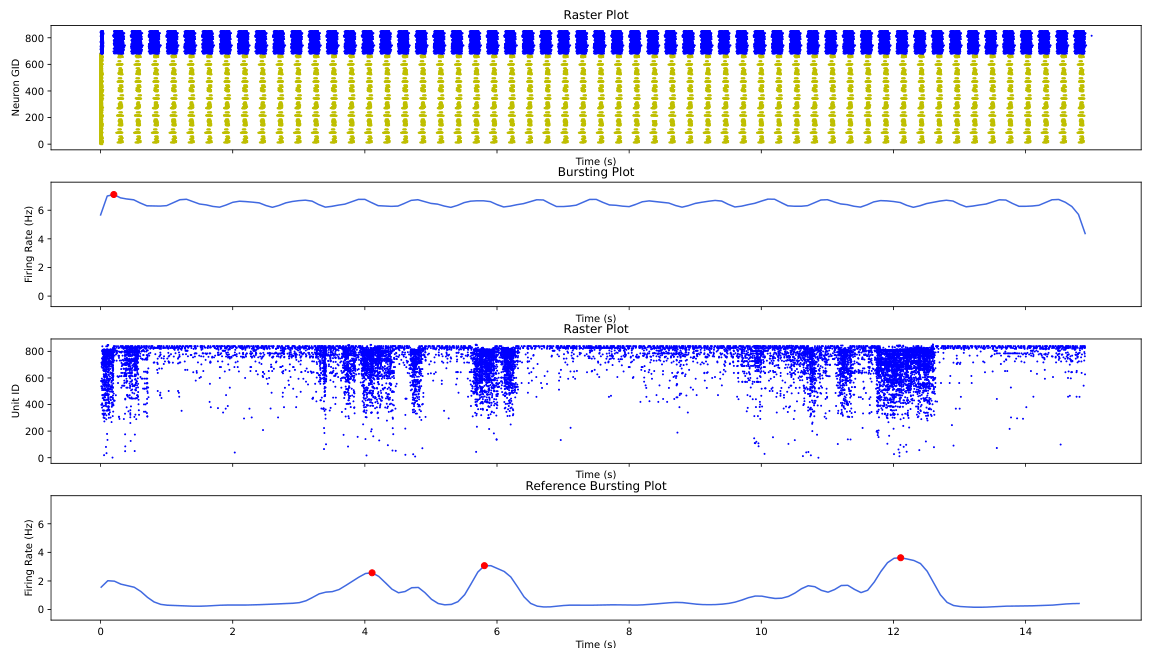 Raster Plot
Neuron GID
800
600
400
200
0
Time (s)
Bursting Plot
Firing Rate (Hz)
6
4
2
0
Time (s)
Raster Plot
Unit ID
800
600
400
200
0
Time (s)
Reference Bursting Plot
Firing Rate (Hz)
6
4
2
0
0 2 4 6 8 10 12 14
Time (s)